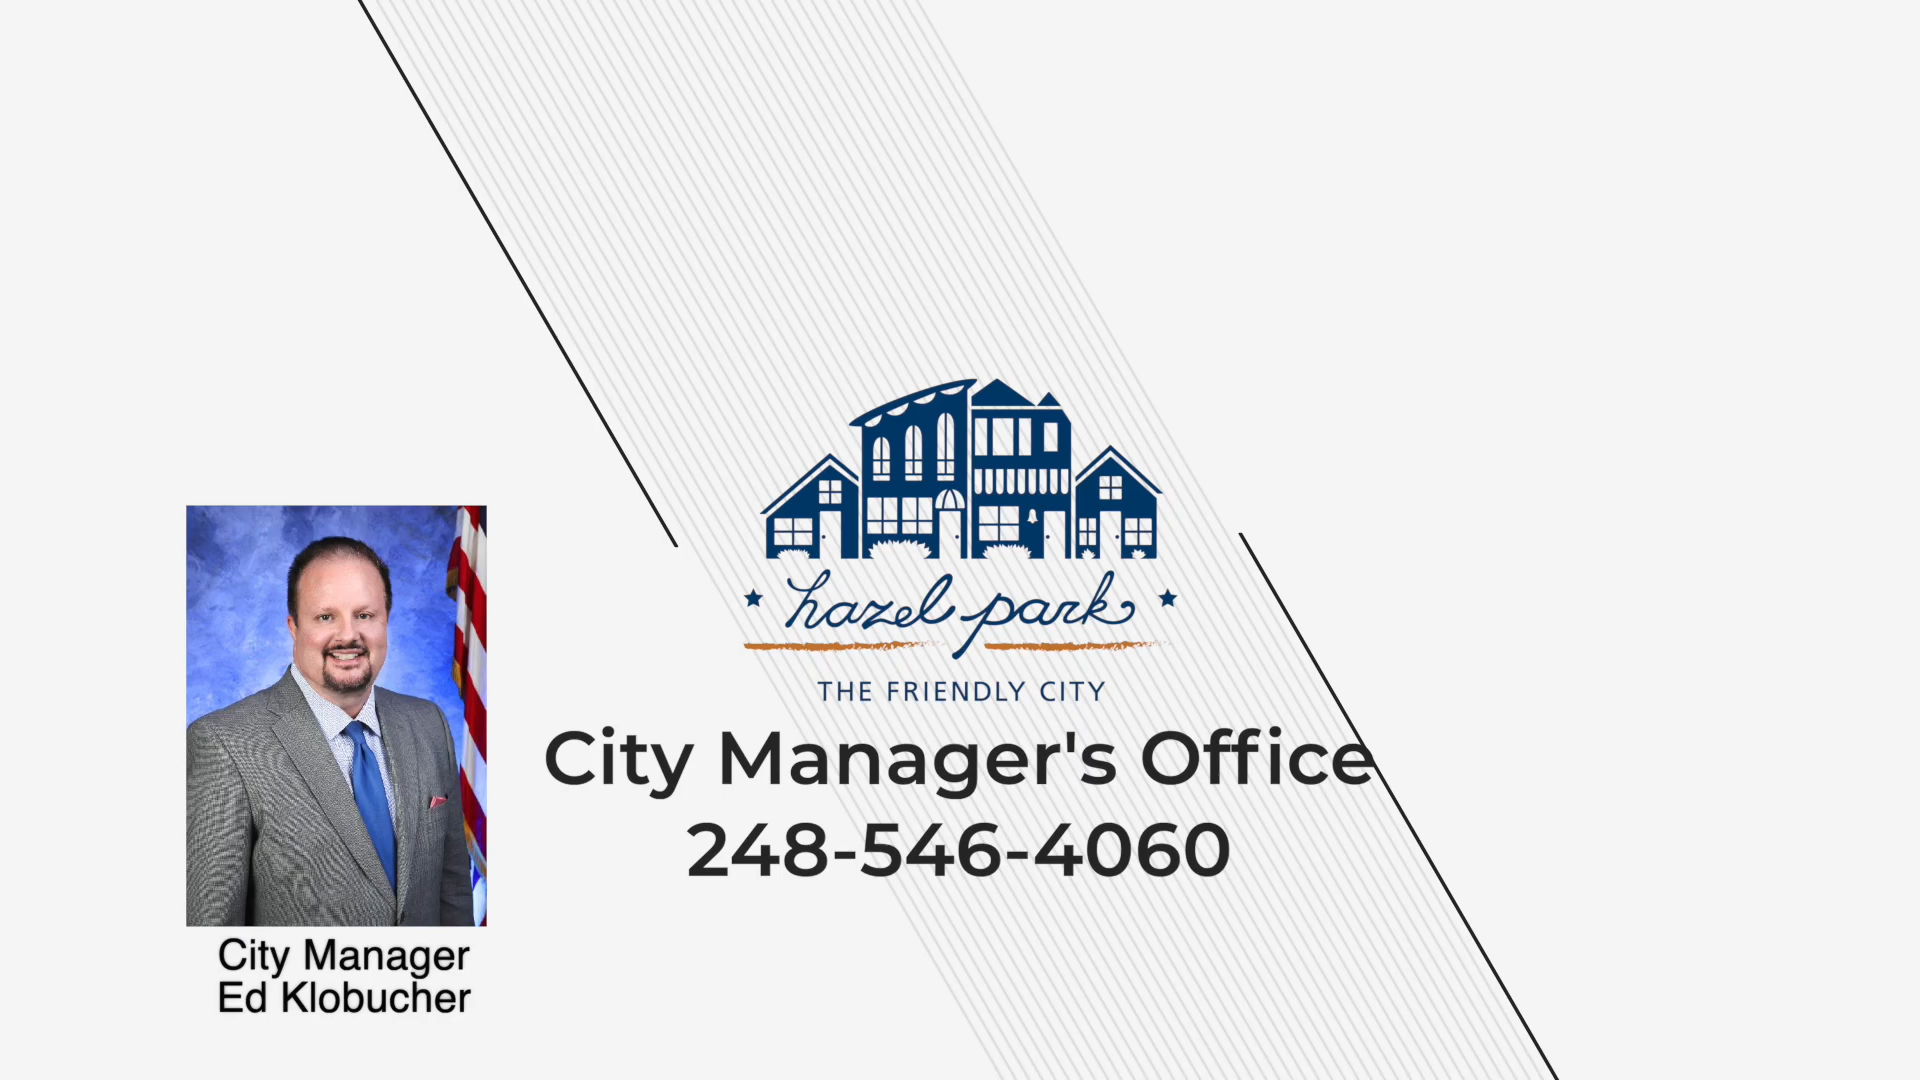 hazel park
THE FRIENDLY CITY
City Manager's Office
248-546-4060
City Manager
Ed Klobucher